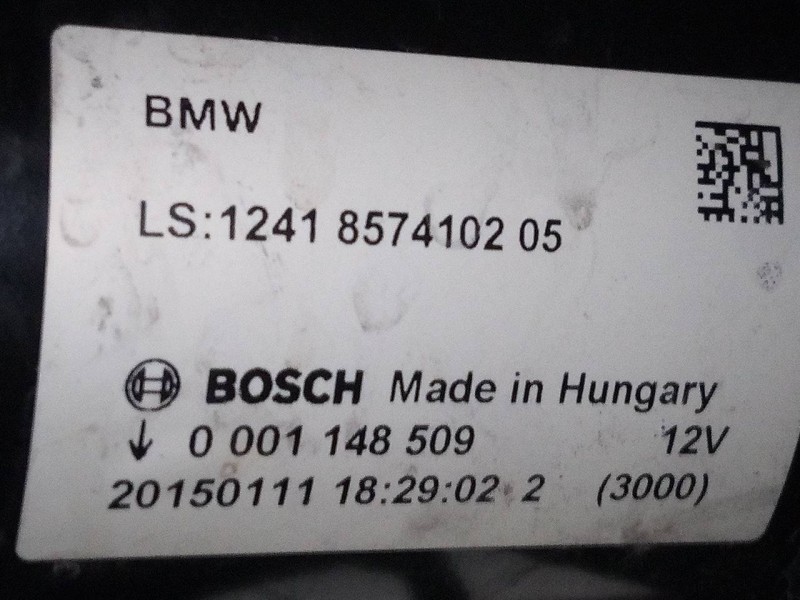 BMW
LS:1241 8574102 05
BOSCH Made in Hungary
↓ 0 001 148 509 12V
20150111 18:29:02 2 (3000)